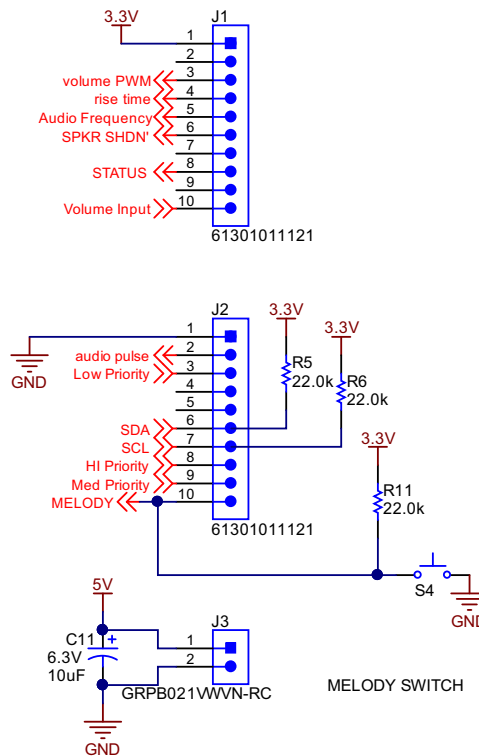 J1
3.3V
1
2
volume PWM 3
rise time 4
Audio Frequency 5
SPKR SHDN' 6
7
STATUS 8
9
Volume Input 10
61301011121
J2
3.3V
3.3V
1
GND
audio pulse 2
Low Priority 3
4
5
R5
22.0k
R6
22.0k
SDA 6
SCL 7
HI Priority 8
Med Priority 9
MELODY 10
61301011121
3.3V
R11
22.0k
S4
GND
5V
C11 +
6.3V
10uF
J3
1
2
GRPB021VWVN-RC
GND
MELODY SWITCH